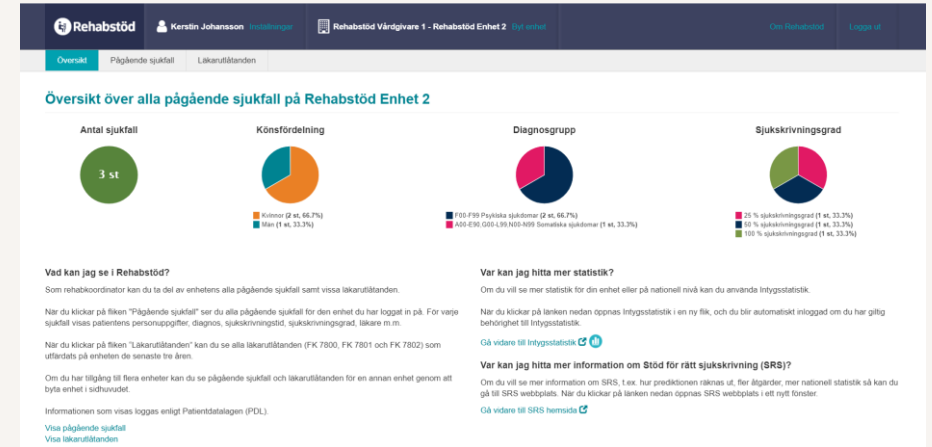 Rehabstöd
Kerstin Johansson Inställningar
Rehabstöd Vårdgivare 1 - Rehabstöd Enhet 2 Byt enhet
Om Rehabstöd
Logga ut
Översikt
Pågående sjukfall
Läkarutlåtanden
Översikt över alla pågående sjukfall på Rehabstöd Enhet 2
Antal sjukfall
3 st
Könsfördelning
Kvinnor (2 st, 66.7%)
Män (1 st, 33.3%)
Diagnosgrupp
F00-F99 Psykiska sjukdomar (2 st, 66.7%)
A00-E90,G00-L99,N00-N99 Somatiska sjukdomar (1 st, 33.3%)
Sjukskrivningsgrad
25 % sjukskrivningsgrad (1 st, 33.3%)
50 % sjukskrivningsgrad (1 st, 33.3%)
100 % sjukskrivningsgrad (1 st, 33.3%)
Vad kan jag se i Rehabstöd?
Som rehabkoordinator kan du ta del av enhetens alla pågående sjukfall samt vissa läkarutlåtanden.
När du klickar på fliken "Pågående sjukfall" ser du alla pågående sjukfall för den enhet du har loggat in på. För varje
sjukfall visas patientens personuppgifter, diagnos, sjukskrivningstid, sjukskrivningsgrad, läkare m.m.
När du klickar på fliken "Läkarutlåtanden" kan du se alla läkarutlåtanden (FK 7800, FK 7801 och FK 7802) som
utfärdats på enheten de senaste tre åren.
Om du har tillgång till flera enheter kan du se pågående sjukfall och läkarutlåtanden för en annan enhet genom att
byta enhet i sidhuvudet.
Informationen som visas loggas enligt Patientdatalagen (PDL).
Visa pågående sjukfall
Visa läkarutlåtanden
Var kan jag hitta mer statistik?
Om du vill se mer statistik för din enhet eller på nationell nivå kan du använda Intygsstatistik.
När du klickar på länken nedan öppnas Intygsstatistik i en ny flik, och du blir automatiskt inloggad om du har giltig
behörighet till Intygsstatistik.
Gå vidare till Intygsstatistik
Var kan jag hitta mer information om Stöd för rätt sjukskrivning (SRS)?
Om du vill se mer information om SRS, t.ex. hur prediktionen räknas ut, fler åtgärder, mer nationell statistik så kan du
gå till SRS webbplats. När du klickar på länken nedan öppnas SRS webbplats i ett nytt fönster.
Gå vidare till SRS hemsida